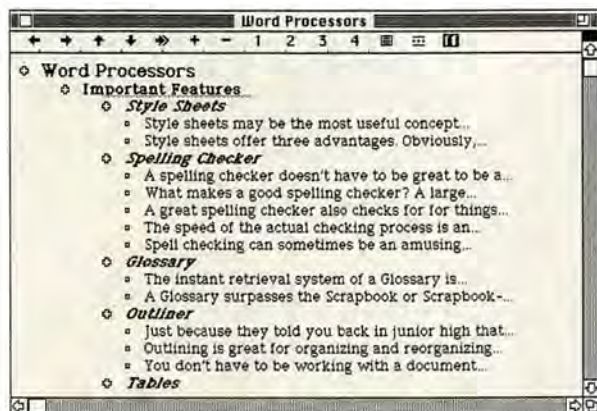 Word Processors
1 2 3 4
Word Processors
Important Features
Style Sheets
Style sheets may be the most useful concept...
Style sheets offer three advantages. Obviously,...
Spelling Checker
A spelling checker doesn't have to be great to be a...
What makes a good spelling checker? A large...
A great spelling checker also checks for for things...
The speed of the actual checking process is an...
Spell checking can sometimes be an amusing...
Glossary
The instant retrieval system of a Glossary is...
A Glossary surpasses the Scrapbook or Scrapbook-...
Outliner
Just because they told you back in junior high that...
Outlining is great for organizing and reorganizing...
You don't have to be working with a document...
Tables